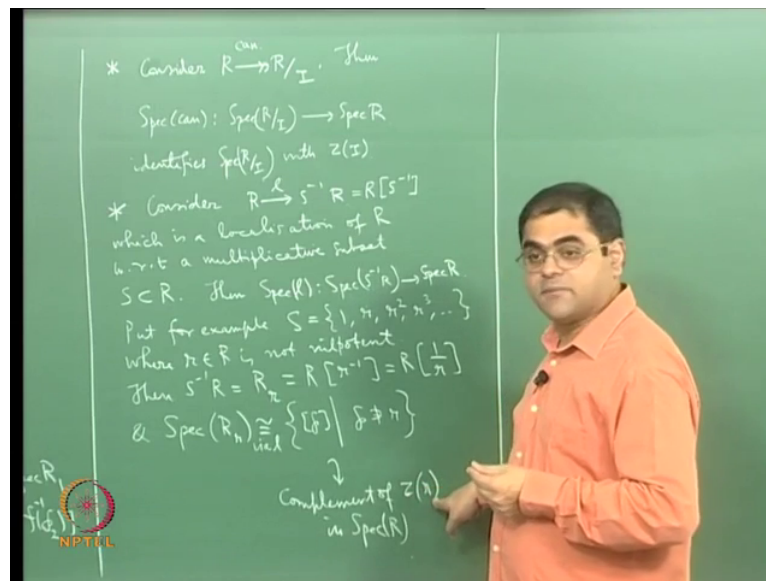 can.
* Consider R ↠ R/I. Then
Spec(can): Spec(R/I) → Spec R
identifies Spec(R/I) with Z(I)
* Consider R →ℓ S⁻¹R = R[S⁻¹]
which is a localisation of R
w.r.t a multiplicative subset
S ⊂ R. Then Spec(ℓ): Spec(S⁻¹R) → Spec R.
Put for example S = {1, r, r², r³, ..}
where r ∈ R is not nilpotent
Then S⁻¹R = R_r = R[r⁻¹] = R[1/r]
& Spec(R_r) ≅ {[𝔭] | 𝔭 ∌ r}
↓
Complement of Z(r)
in Spec(R)
ec R₁
NPTEL